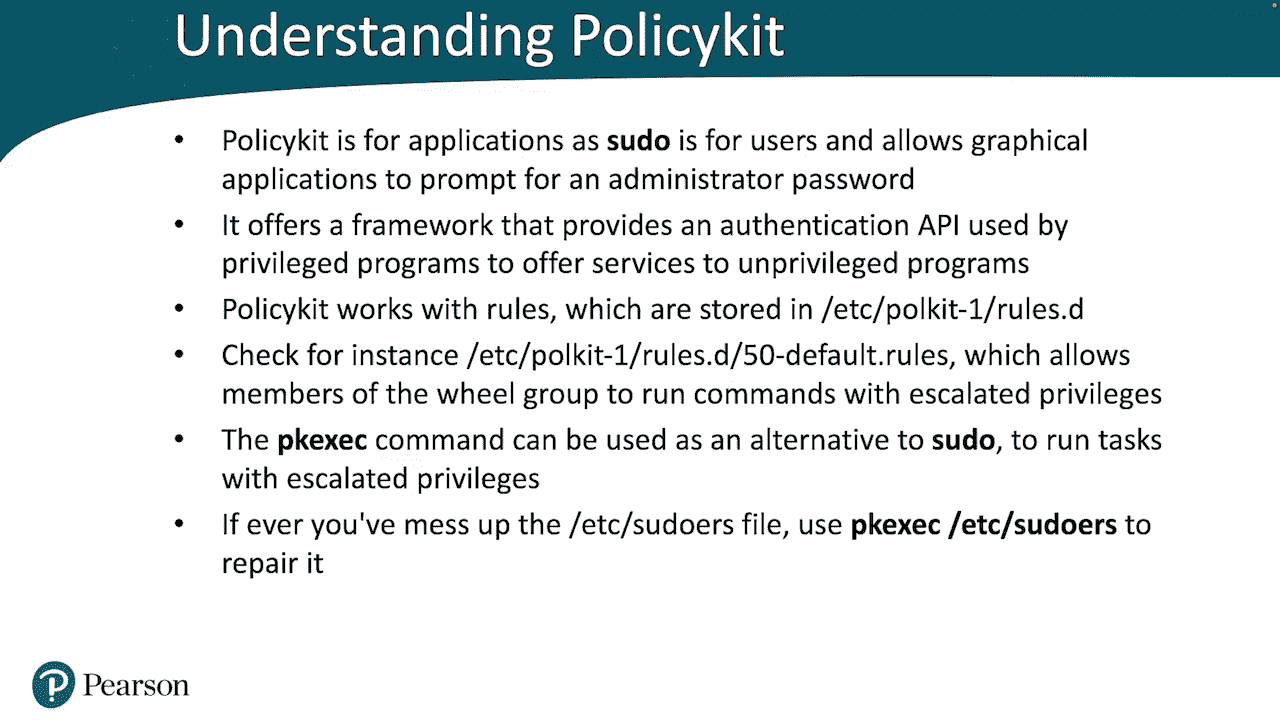 Understanding Policykit
• Policykit is for applications as sudo is for users and allows graphical
applications to prompt for an administrator password
• It offers a framework that provides an authentication API used by
privileged programs to offer services to unprivileged programs
• Policykit works with rules, which are stored in /etc/polkit-1/rules.d
• Check for instance /etc/polkit-1/rules.d/50-default.rules, which allows
members of the wheel group to run commands with escalated privileges
• The pkexec command can be used as an alternative to sudo, to run tasks
with escalated privileges
• If ever you've mess up the /etc/sudoers file, use pkexec /etc/sudoers to
repair it
Pearson